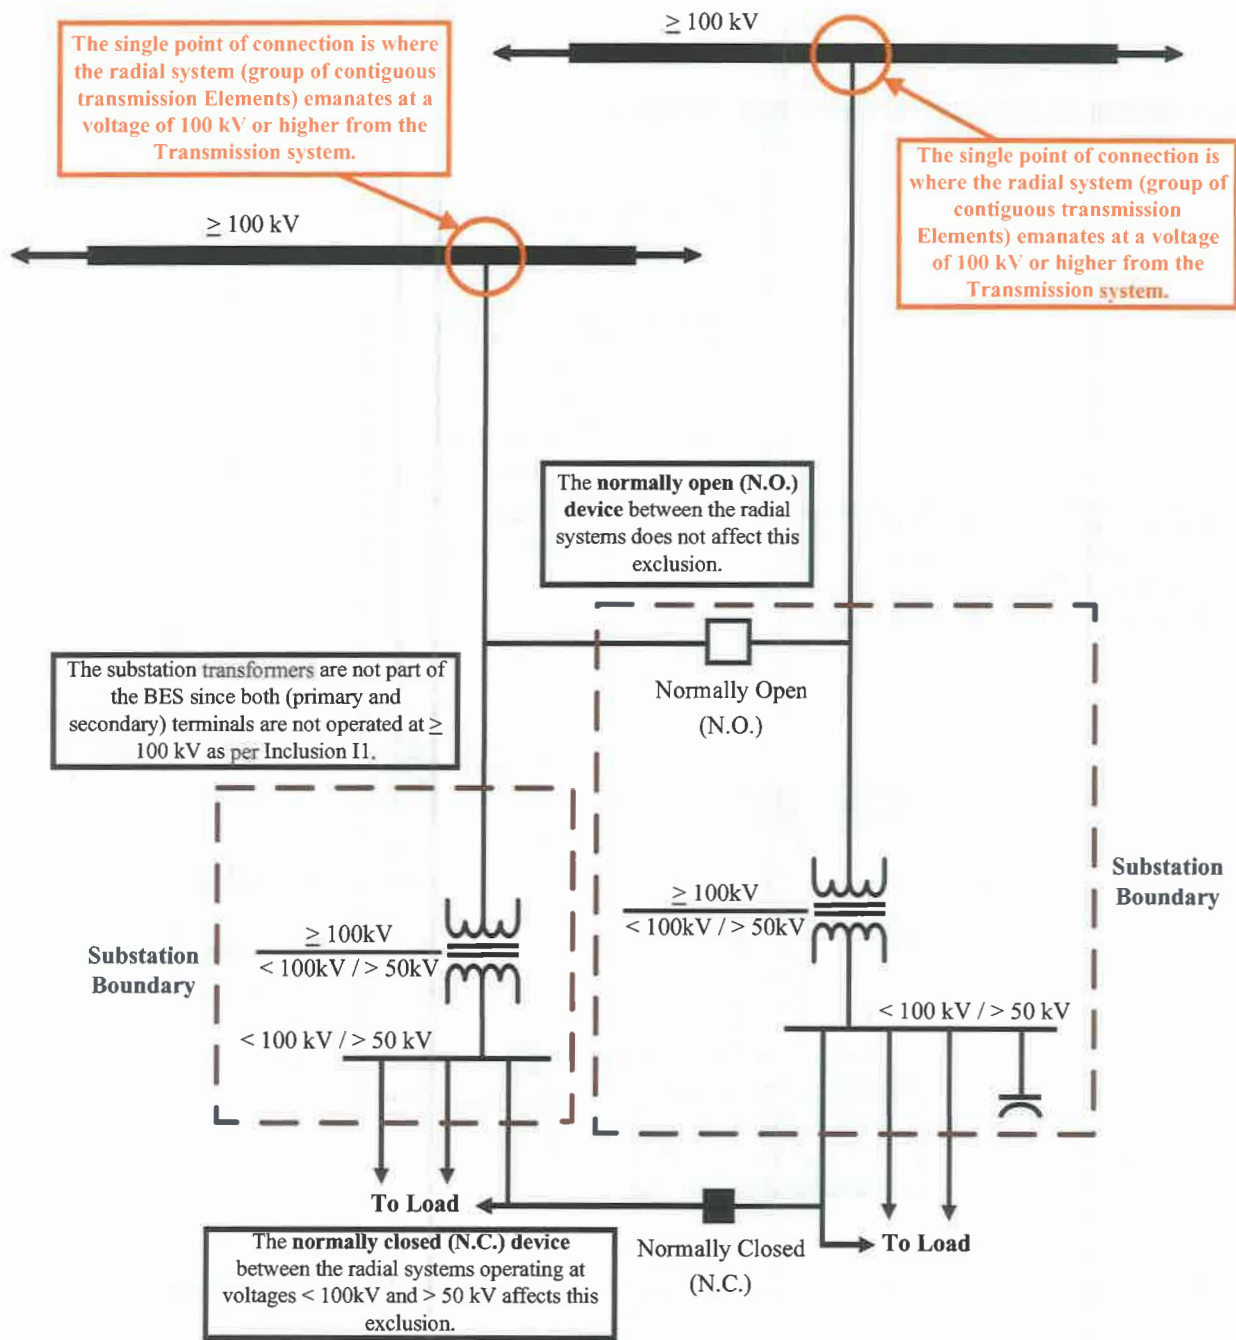 ≥ 100 kV
The single point of connection is where
the radial system (group of contiguous
transmission Elements) emanates at a
voltage of 100 kV or higher from the
Transmission system.
The single point of connection is
where the radial system (group of
contiguous transmission
Elements) emanates at a voltage
of 100 kV or higher from the
Transmission system.
≥ 100 kV
The normally open (N.O.)
device between the radial
systems does not affect this
exclusion.
The substation transformers are not part of
the BES since both (primary and
secondary) terminals are not operated at ≥
100 kV as per Inclusion I1.
Normally Open
(N.O.)
Substation
Boundary
≥ 100kV
< 100kV / > 50kV
Substation
Boundary
≥ 100kV
< 100kV / > 50kV
< 100 kV / > 50 kV
< 100 kV / > 50 kV
To Load
To Load
Normally Closed
(N.C.)
The normally closed (N.C.) device
between the radial systems operating at
voltages < 100kV and > 50 kV affects this
exclusion.